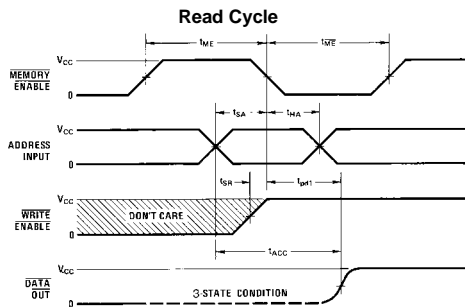 Read Cycle
tME tME
VCC
MEMORY
ENABLE
0
tSA tHA
VCC
ADDRESS
INPUT
0
tSR tpd1
VCC
DON'T CARE
WRITE
ENABLE
0
tACC
VCC
DATA
OUT
3-STATE CONDITION
0